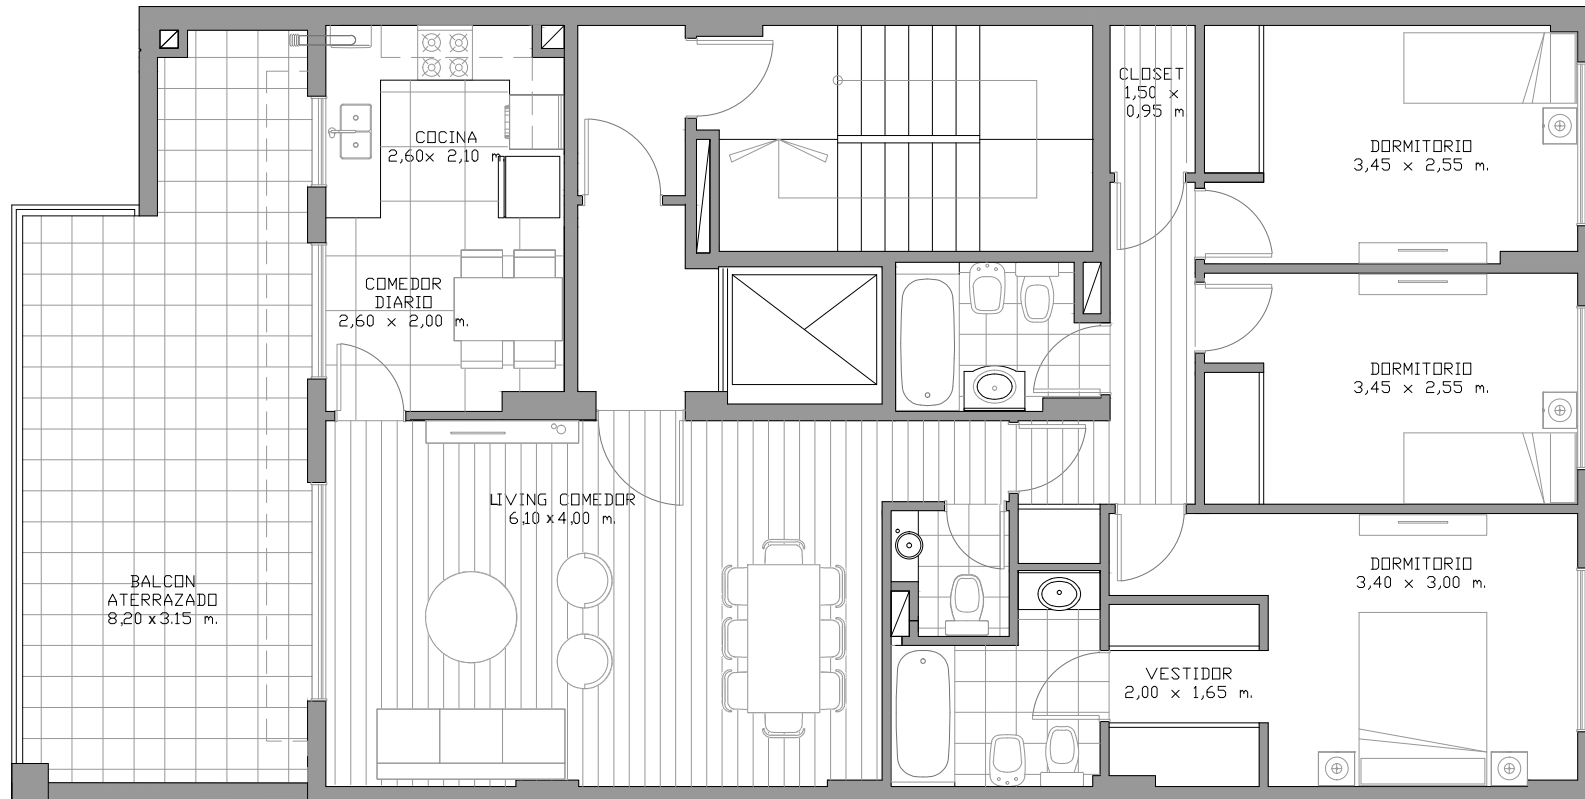 CLOSET
1,50 x
0,95 m
COCINA
2,60x 2,10 m.
DORMITORIO
3,45 x 2,55 m.
COMEDOR
DIARIO
2,60 x 2,00 m.
DORMITORIO
3,45 x 2,55 m.
LIVING COMEDOR
6,10 x 4,00 m.
BALCON
ATERRAZADO
8,20 x 3.15 m.
DORMITORIO
3,40 x 3,00 m.
VESTIDOR
2,00 x 1,65 m.